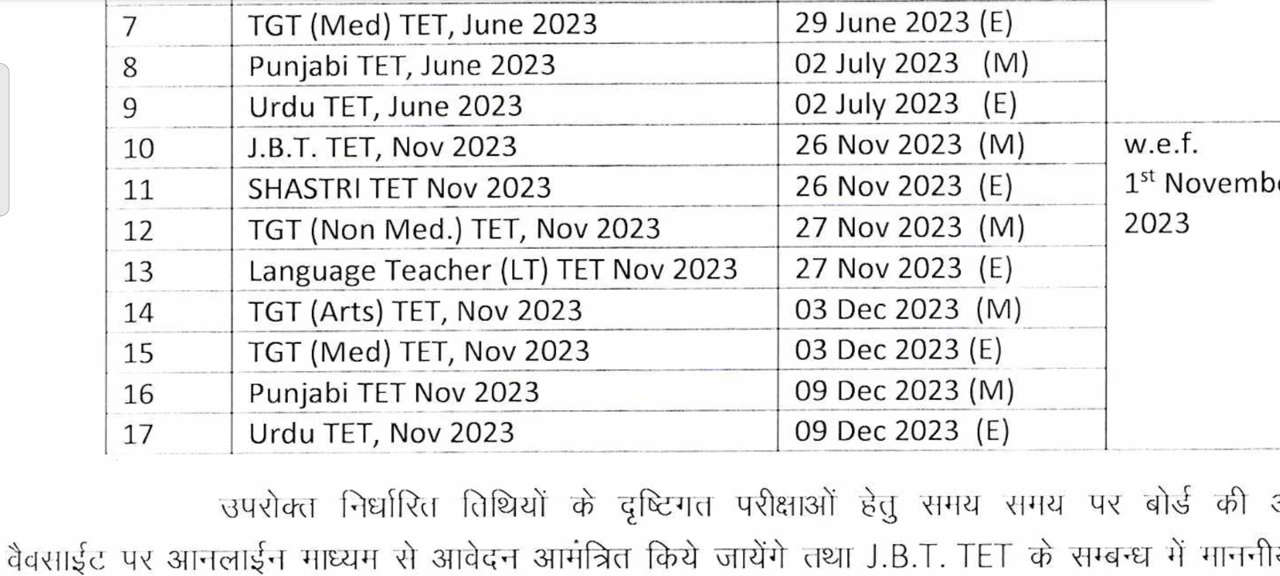 7 TGT (Med) TET, June 2023 29 June 2023 (E)
8 Punjabi TET, June 2023 02 July 2023 (M)
9 Urdu TET, June 2023 02 July 2023 (E)
10 J.B.T. TET, Nov 2023 26 Nov 2023 (M) w.e.f.
11 SHASTRI TET Nov 2023 26 Nov 2023 (E) 1st Novembe
12 TGT (Non Med.) TET, Nov 2023 27 Nov 2023 (M) 2023
13 Language Teacher (LT) TET Nov 2023 27 Nov 2023 (E)
14 TGT (Arts) TET, Nov 2023 03 Dec 2023 (M)
15 TGT (Med) TET, Nov 2023 03 Dec 2023 (E)
16 Punjabi TET Nov 2023 09 Dec 2023 (M)
17 Urdu TET, Nov 2023 09 Dec 2023 (E)
उपरोक्त निर्धारित तिथियों के दृष्टिगत परीक्षाओं हेतु समय समय पर बोर्ड की
वैवसाईट पर आनलाईन माध्यम से आवेदन आमंत्रित किये जायेंगे तथा J.B.T. TET के सम्बन्ध में